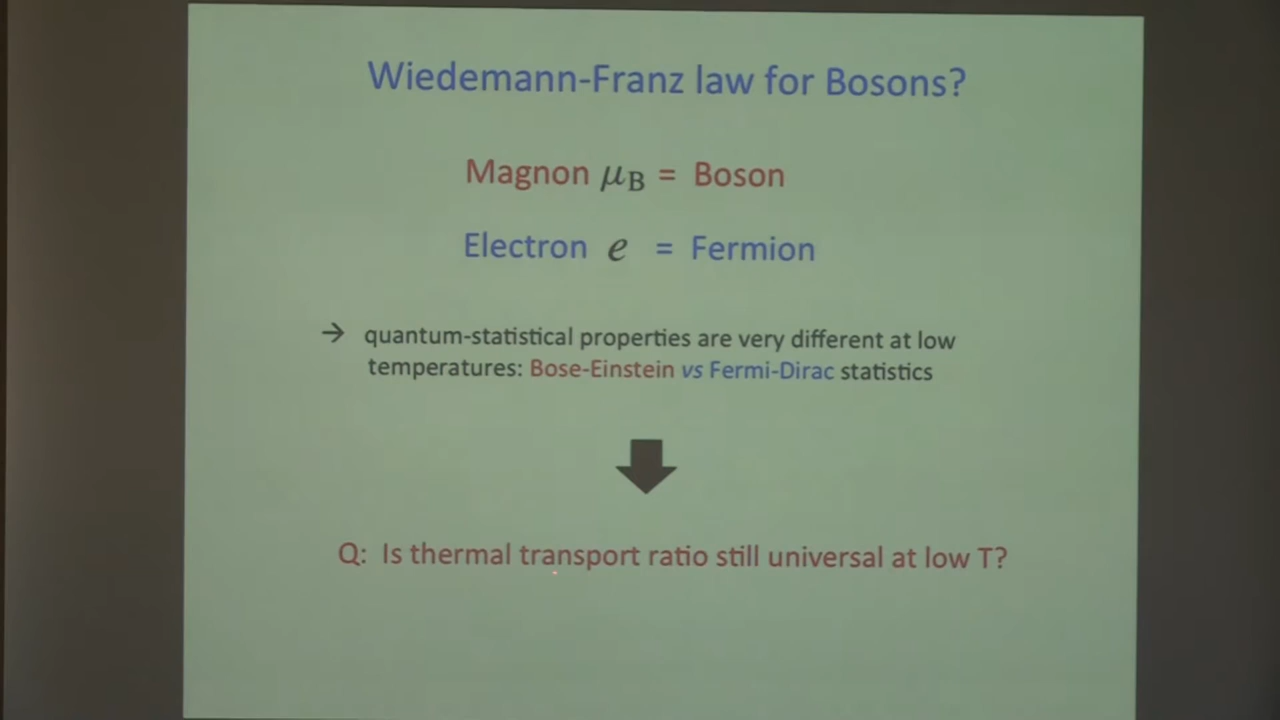 Wiedemann-Franz law for Bosons?
Magnon μB = Boson
Electron e = Fermion
→ quantum-statistical properties are very different at low
temperatures: Bose-Einstein vs Fermi-Dirac statistics
Q: Is thermal transport ratio still universal at low T?